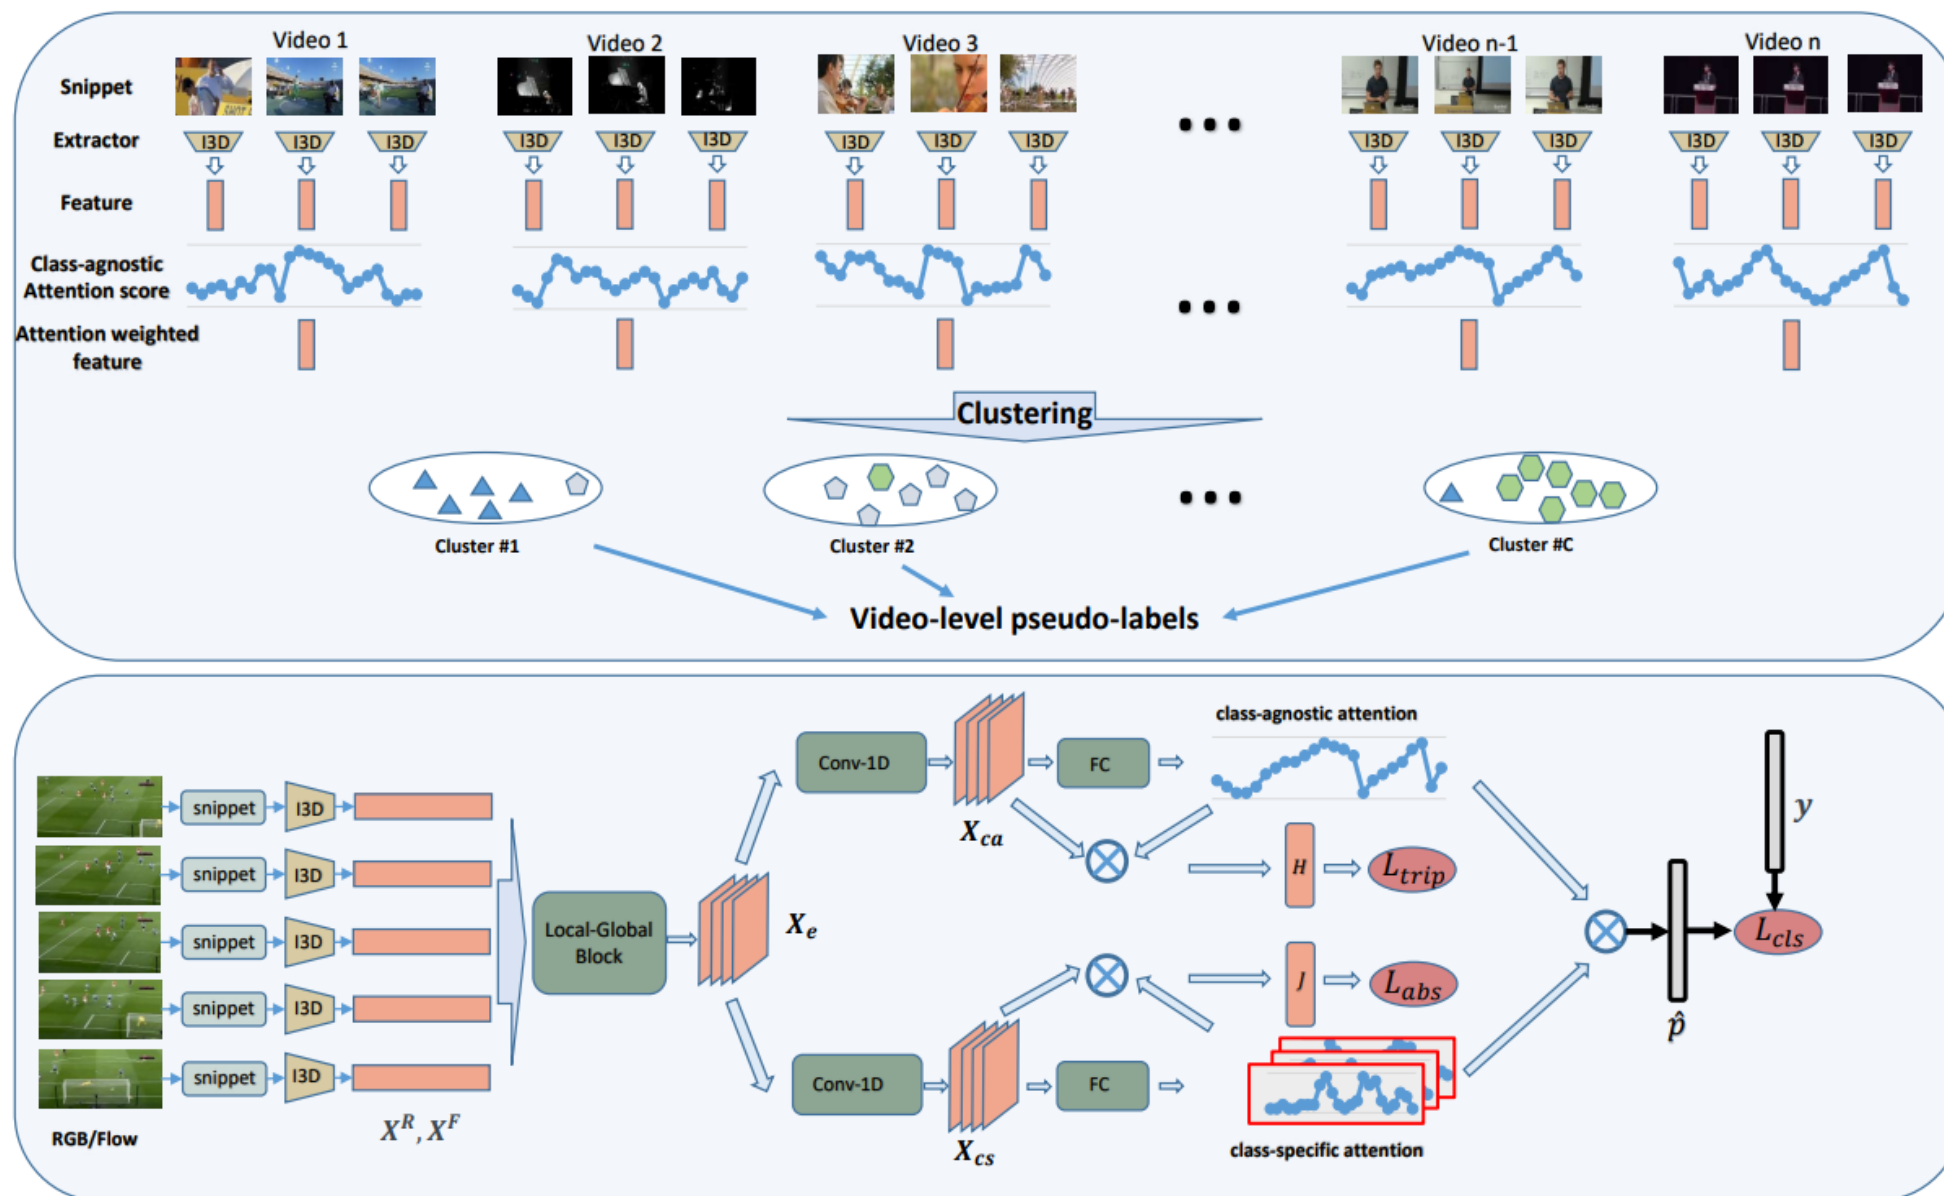 Video 1
Video 2
Video 3
Video n-1
Video n
Snippet
Extractor
I3D I3D I3D I3D I3D I3D I3D I3D I3D I3D I3D I3D I3D I3D I3D
Feature
Class-agnostic
Attention score
Attention weighted
feature
Clustering
Cluster #1
Cluster #2
Cluster #C
Video-level pseudo-labels
class-agnostic attention
Conv-1D
FC
X_ca
snippet I3D
snippet I3D
snippet I3D
snippet I3D
snippet I3D
RGB/Flow
X^R, X^F
Local-Global
Block
X_e
H
L_trip
y
L_cls
J
L_abs
p̂
Conv-1D
FC
X_cs
class-specific attention